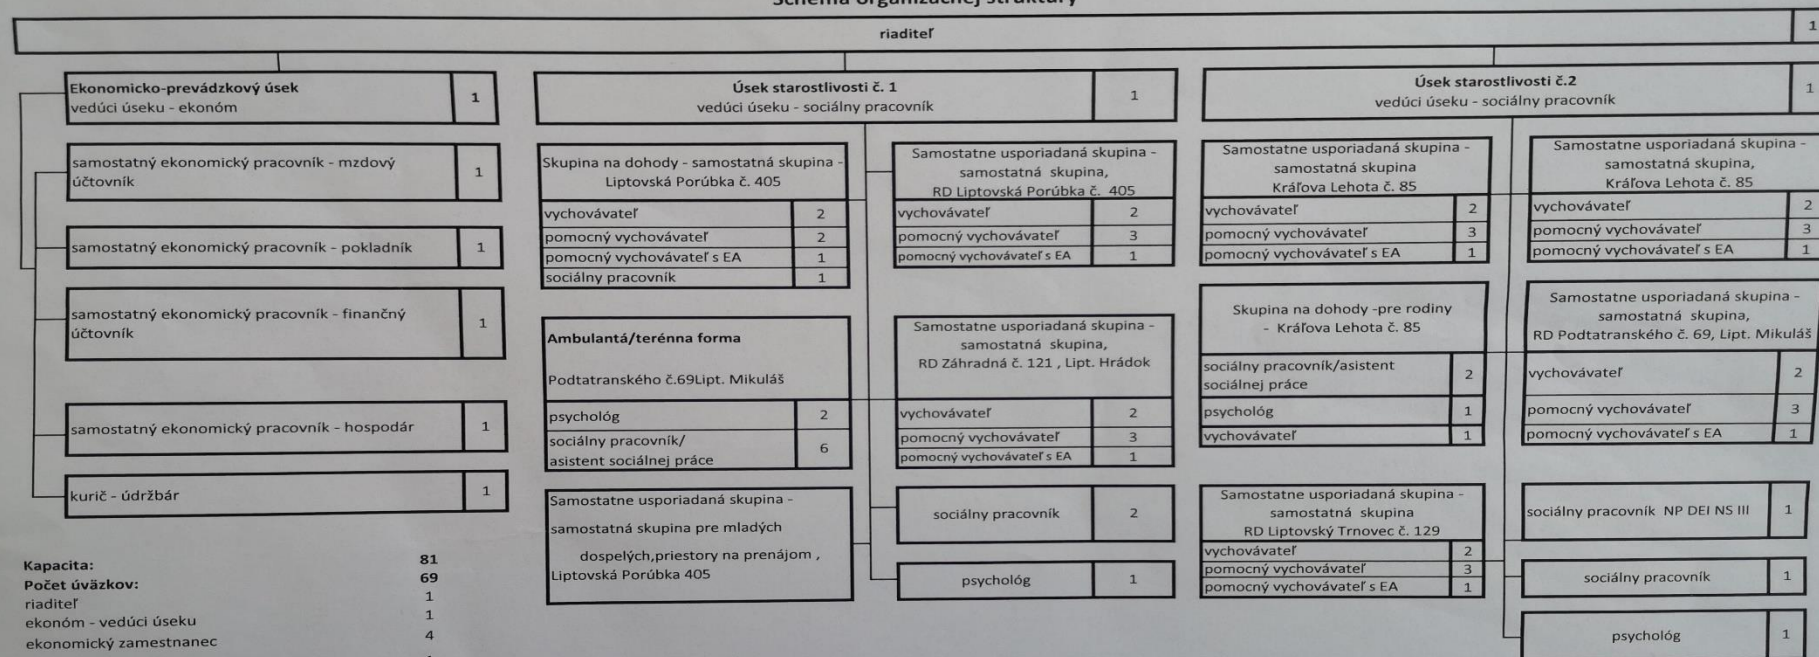 Schéma organizačnej štruktúry
riaditeľ 1
Ekonomicko-prevádzkový úsek
vedúci úseku - ekonóm 1
samostatný ekonomický pracovník - mzdový
účtovník 1
samostatný ekonomický pracovník - pokladník 1
samostatný ekonomický pracovník - finančný
účtovník 1
samostatný ekonomický pracovník - hospodár 1
kurič - údržbár 1
Kapacita: 81
Počet úväzkov: 69
riaditeľ 1
ekonóm - vedúci úseku 1
ekonomický zamestnanec 4
Úsek starostlivosti č. 1
vedúci úseku - sociálny pracovník 1
Skupina na dohody - samostatná skupina -
Liptovská Porúbka č. 405
vychovávateľ 2
pomocný vychovávateľ 2
pomocný vychovávateľ s EA 1
sociálny pracovník 1
Ambulantá/terénna forma
Podtatranského č.69Lipt. Mikuláš
psychológ 2
sociálny pracovník/
asistent sociálnej práce 6
Samostatne usporiadaná skupina -
samostatná skupina pre mladých
dospelých,priestory na prenájom ,
Liptovská Porúbka 405
Samostatne usporiadaná skupina -
samostatná skupina,
RD Liptovská Porúbka č. 405
vychovávateľ 2
pomocný vychovávateľ 3
pomocný vychovávateľ s EA 1
Samostatne usporiadaná skupina -
samostatná skupina,
RD Záhradná č. 121 , Lipt. Hrádok
vychovávateľ 2
pomocný vychovávateľ 3
pomocný vychovávateľ s EA 1
sociálny pracovník 2
psychológ 1
Úsek starostlivosti č.2
vedúci úseku - sociálny pracovník 1
Samostatne usporiadaná skupina -
samostatná skupina
Kráľova Lehota č. 85
vychovávateľ 2
pomocný vychovávateľ 3
pomocný vychovávateľ s EA 1
Skupina na dohody -pre rodiny
- Kráľova Lehota č. 85
sociálny pracovník/asistent
sociálnej práce 2
psychológ 1
vychovávateľ 1
Samostatne usporiadaná skupina -
samostatná skupina
RD Liptovský Trnovec č. 129
vychovávateľ 2
pomocný vychovávateľ 3
pomocný vychovávateľ s EA 1
Samostatne usporiadaná skupina -
samostatná skupina,
Kráľova Lehota č. 85
vychovávateľ 2
pomocný vychovávateľ 3
pomocný vychovávateľ s EA 1
Samostatne usporiadaná skupina -
samostatná skupina,
RD Podtatranského č. 69, Lipt. Mikuláš
vychovávateľ 2
pomocný vychovávateľ 3
pomocný vychovávateľ s EA 1
sociálny pracovník NP DEI NS III 1
sociálny pracovník 1
psychológ 1